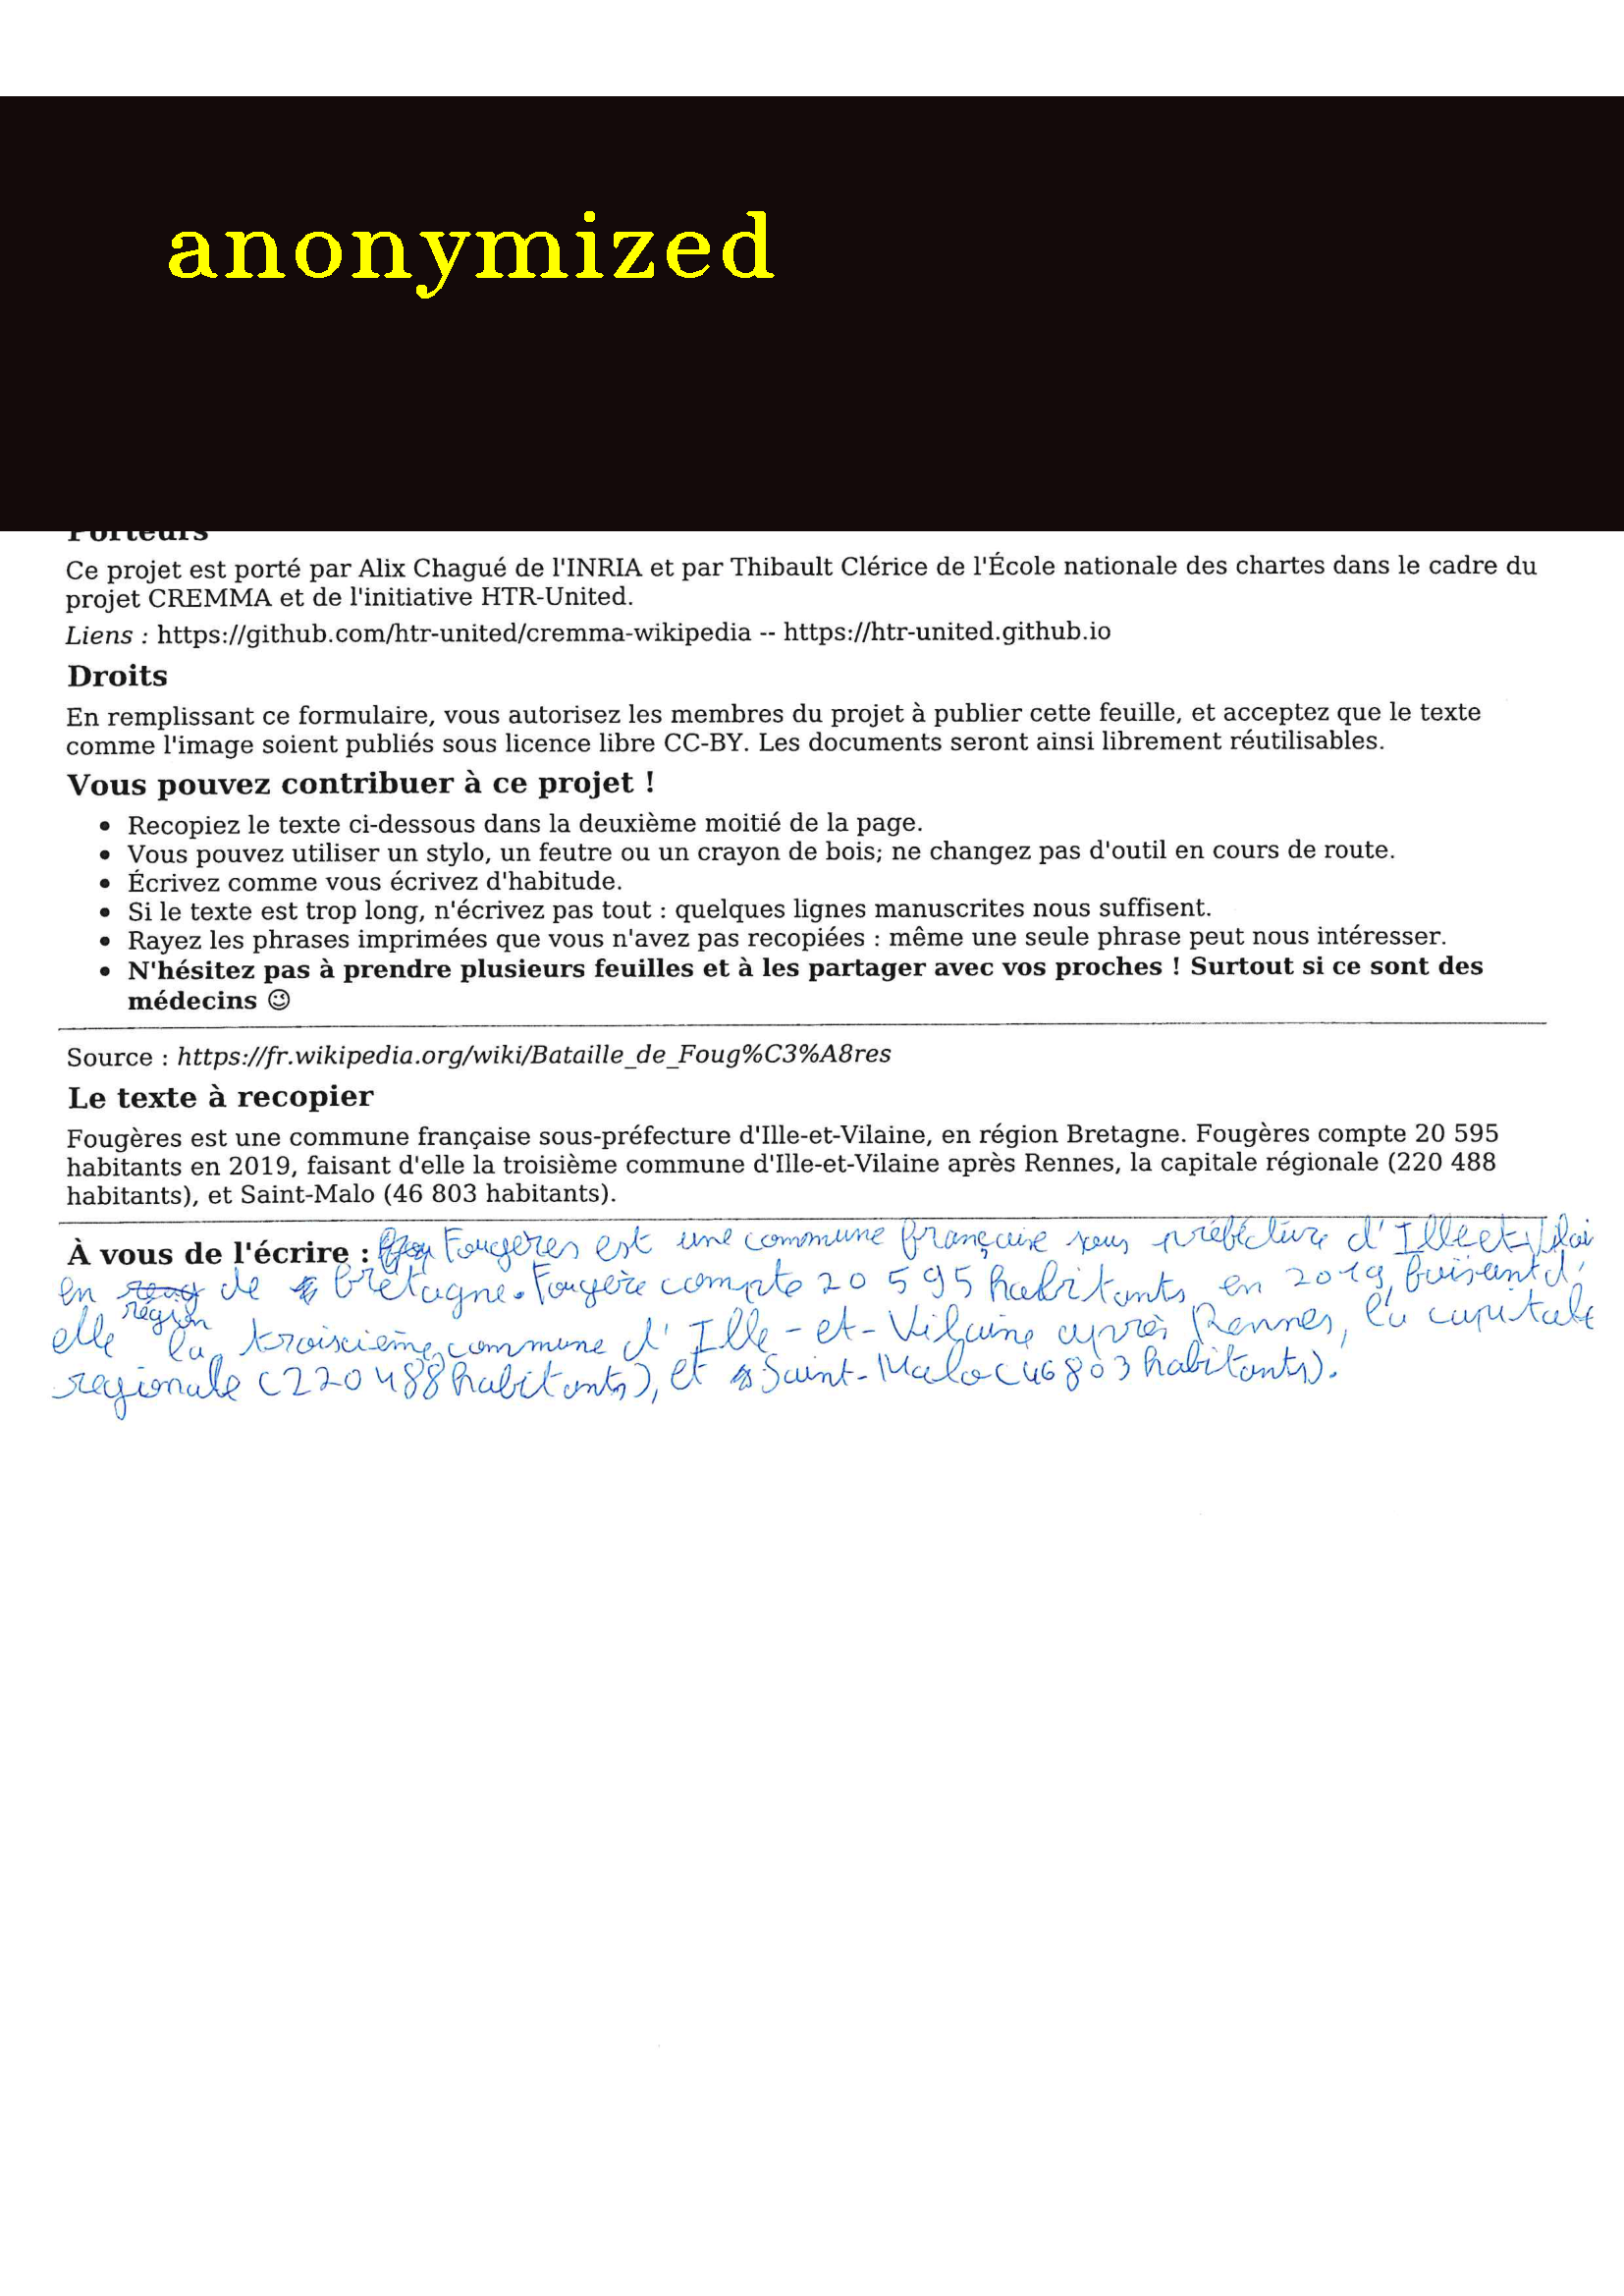 anonymized
Porteurs
Ce projet est porté par Alix Chagué de l'INRIA et par Thibault Clérice de l'École nationale des chartes dans le cadre du
projet CREMMA et de l'initiative HTR-United.
Liens : https://github.com/htr-united/cremma-wikipedia -- https://htr-united.github.io
Droits
En remplissant ce formulaire, vous autorisez les membres du projet à publier cette feuille, et acceptez que le texte
comme l'image soient publiés sous licence libre CC-BY. Les documents seront ainsi librement réutilisables.
Vous pouvez contribuer à ce projet !
• Recopiez le texte ci-dessous dans la deuxième moitié de la page.
• Vous pouvez utiliser un stylo, un feutre ou un crayon de bois; ne changez pas d'outil en cours de route.
• Écrivez comme vous écrivez d'habitude.
• Si le texte est trop long, n'écrivez pas tout : quelques lignes manuscrites nous suffisent.
• Rayez les phrases imprimées que vous n'avez pas recopiées : même une seule phrase peut nous intéresser.
• N'hésitez pas à prendre plusieurs feuilles et à les partager avec vos proches ! Surtout si ce sont des
médecins 😉
Source : https://fr.wikipedia.org/wiki/Bataille_de_Foug%C3%A8res
Le texte à recopier
Fougères est une commune française sous-préfecture d'Ille-et-Vilaine, en région Bretagne. Fougères compte 20 595
habitants en 2019, faisant d'elle la troisième commune d'Ille-et-Vilaine après Rennes, la capitale régionale (220 488
habitants), et Saint-Malo (46 803 habitants).
À vous de l'écrire : Fougères est une commune française sous préfecture d'Ille et-Vilai
en de bretagne. Fougère compte 20 595 habitants en 2019, faisant d'
région
elle la troiscième commune d'Ille-et-Vilaine après Rennes, la capitale
regionale (220 488 habitants), et Saint-Malo (46 803 habitants).